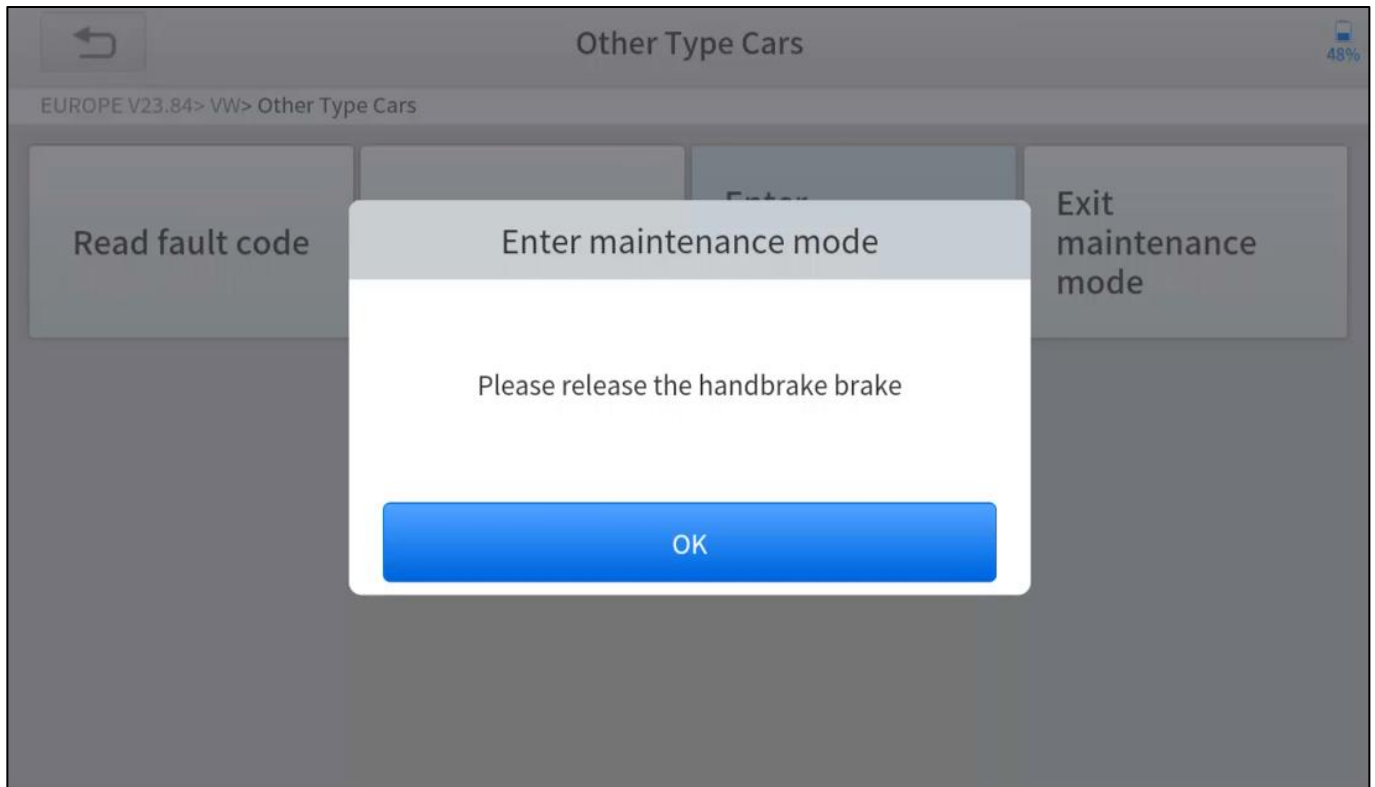 Other Type Cars
48%
EUROPE V23.84> VW> Other Type Cars
Read fault code
Enter
Exit
maintenance
mode
Enter maintenance mode
Please release the handbrake brake
OK